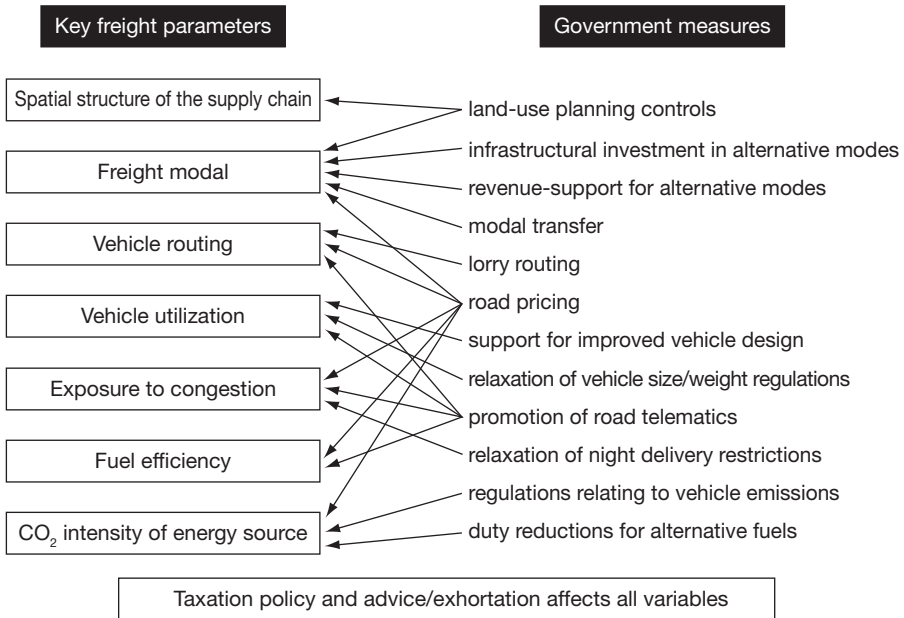 Key freight parameters
Government measures
Spatial structure of the supply chain
Freight modal
Vehicle routing
Vehicle utilization
Exposure to congestion
Fuel efficiency
CO₂ intensity of energy source
land-use planning controls
infrastructural investment in alternative modes
revenue-support for alternative modes
modal transfer
lorry routing
road pricing
support for improved vehicle design
relaxation of vehicle size/weight regulations
promotion of road telematics
relaxation of night delivery restrictions
regulations relating to vehicle emissions
duty reductions for alternative fuels
Taxation policy and advice/exhortation affects all variables